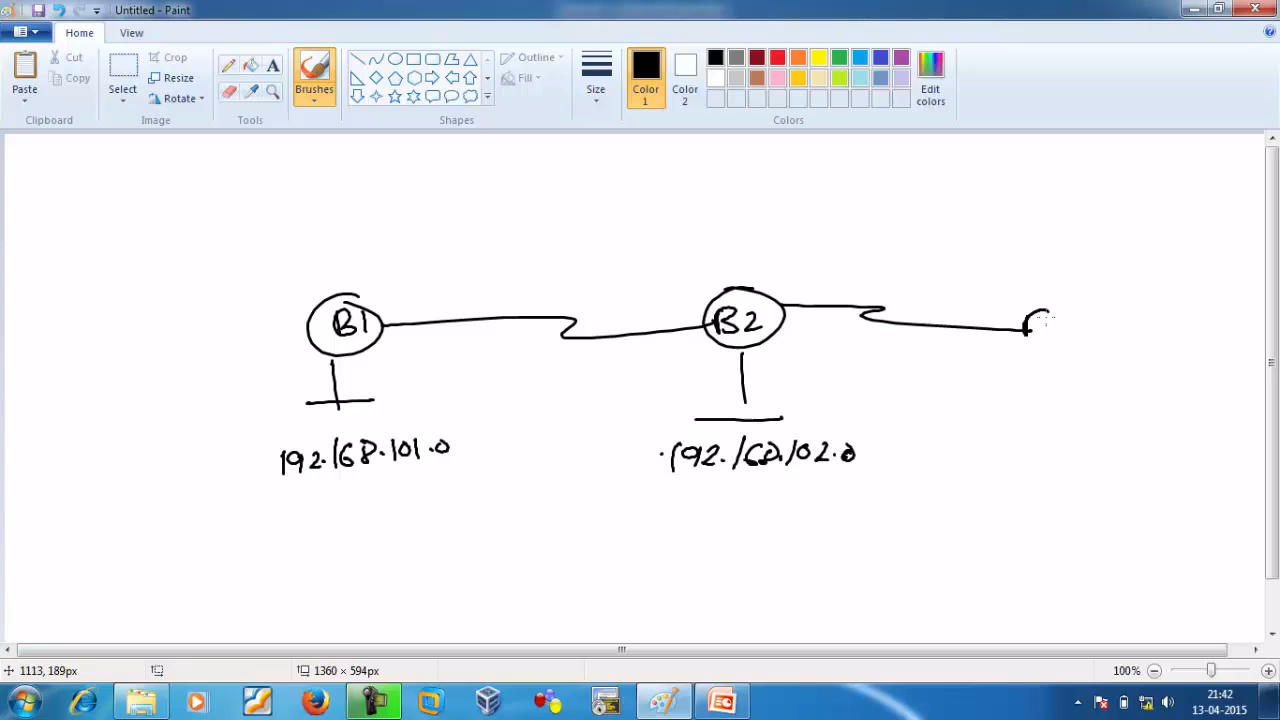 Untitled - Paint
Home View
Paste
Cut
Copy
Clipboard
Select
Crop
Resize
Rotate
Image
Tools
Brushes
Shapes
Outline
Fill
Size
Color 1
Color 2
Colors
Edit colors
B1 B2
192.168.101.0 .192.168.102.0
1113, 189px 1360 × 594px 100%
21:42
13-04-2015